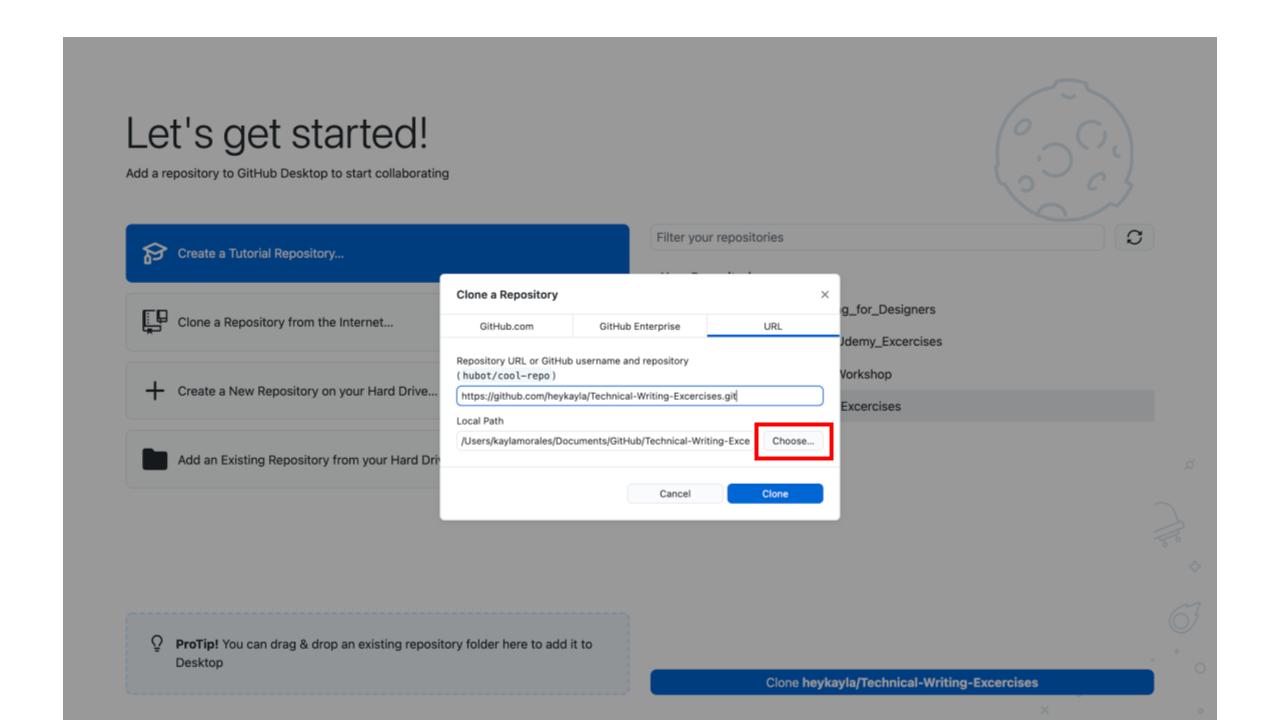 Let's get started!
Add a repository to GitHub Desktop to start collaborating
Create a Tutorial Repository...
Clone a Repository from the Internet...
Create a New Repository on your Hard Drive...
Add an Existing Repository from your Hard Dri
ProTip! You can drag & drop an existing repository folder here to add it to
Desktop
Filter your repositories
g_for_Designers
Udemy_Excercises
Workshop
Excercises
Clone heykayla/Technical-Writing-Excercises
Clone a Repository
GitHub.com
GitHub Enterprise
URL
Repository URL or GitHub username and repository
(hubot/cool-repo)
https://github.com/heykayla/Technical-Writing-Excercises.git
Local Path
/Users/kaylamorales/Documents/GitHub/Technical-Writing-Exce
Choose...
Cancel
Clone